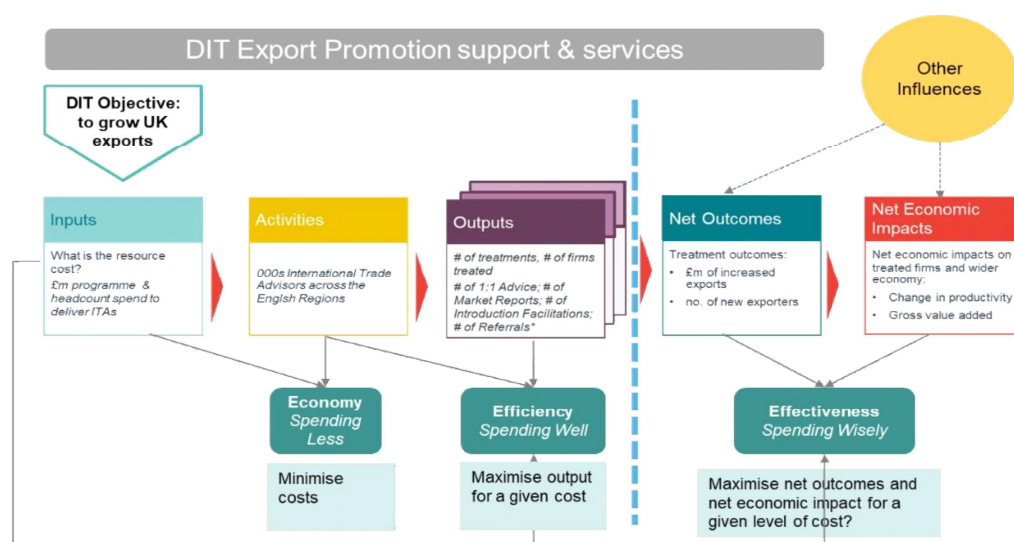 DIT Export Promotion support & services
Other
Influences
DIT Objective:
to grow UK
exports
Inputs
What is the resource
cost?
£m programme &
headcount spend to
deliver ITAs
Activities
000s International Trade
Advisors across the
English Regions
Outputs
# of treatments, # of firms
treated
# of 1:1 Advice; # of
Market Reports; # of
Introduction Facilitations;
# of Referrals*
Net Outcomes
Treatment outcomes:
• £m of increased
exports
• no. of new exporters
Net Economic
Impacts
Net economic impacts on
treated firms and wider
economy:
• Change in productivity
• Gross value added
Economy
Spending
Less
Efficiency
Spending Well
Effectiveness
Spending Wisely
Minimise
costs
Maximise output
for a given cost
Maximise net outcomes and
net economic impact for a
given level of cost?